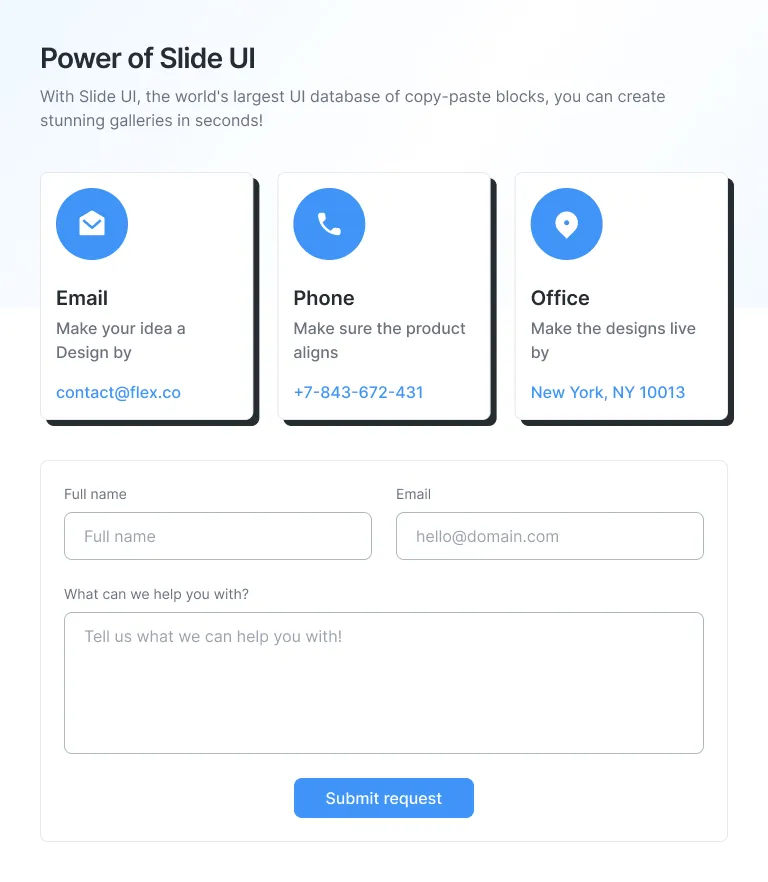 Power of Slide UI
With Slide UI, the world's largest UI database of copy-paste blocks, you can create
stunning galleries in seconds!
Email
Make your idea a
Design by
contact@flex.co
Phone
Make sure the product
aligns
+7-843-672-431
Office
Make the designs live
by
New York, NY 10013
Full name
Full name
Email
hello@domain.com
What can we help you with?
Tell us what we can help you with!
Submit request